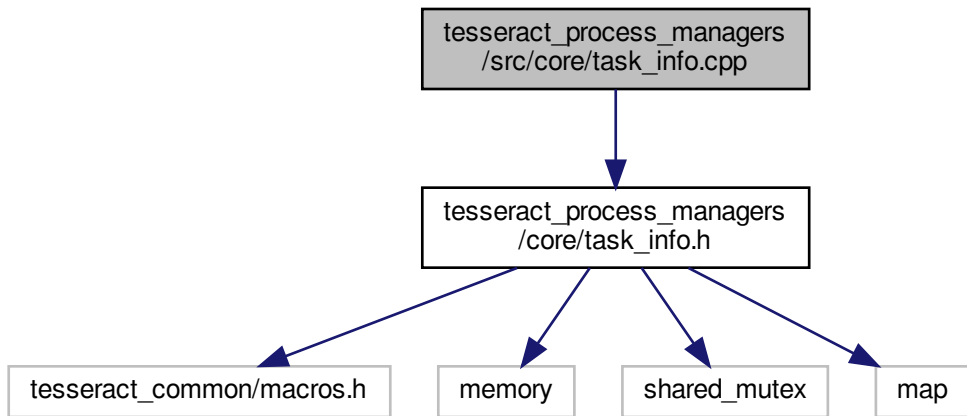 tesseract_process_managers
/src/core/task_info.cpp
tesseract_process_managers
/core/task_info.h
tesseract_common/macros.h
memory
shared_mutex
map